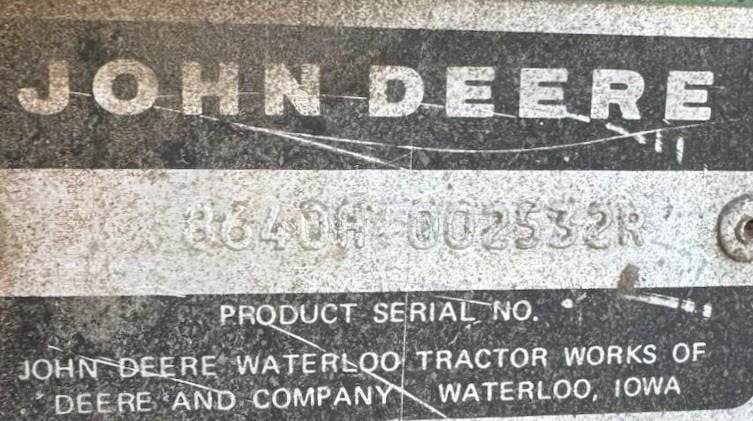 JOHN DEERE
8640H 002532R
PRODUCT SERIAL NO.
JOHN DEERE WATERLOO TRACTOR WORKS OF
DEERE AND COMPANY WATERLOO, IOWA